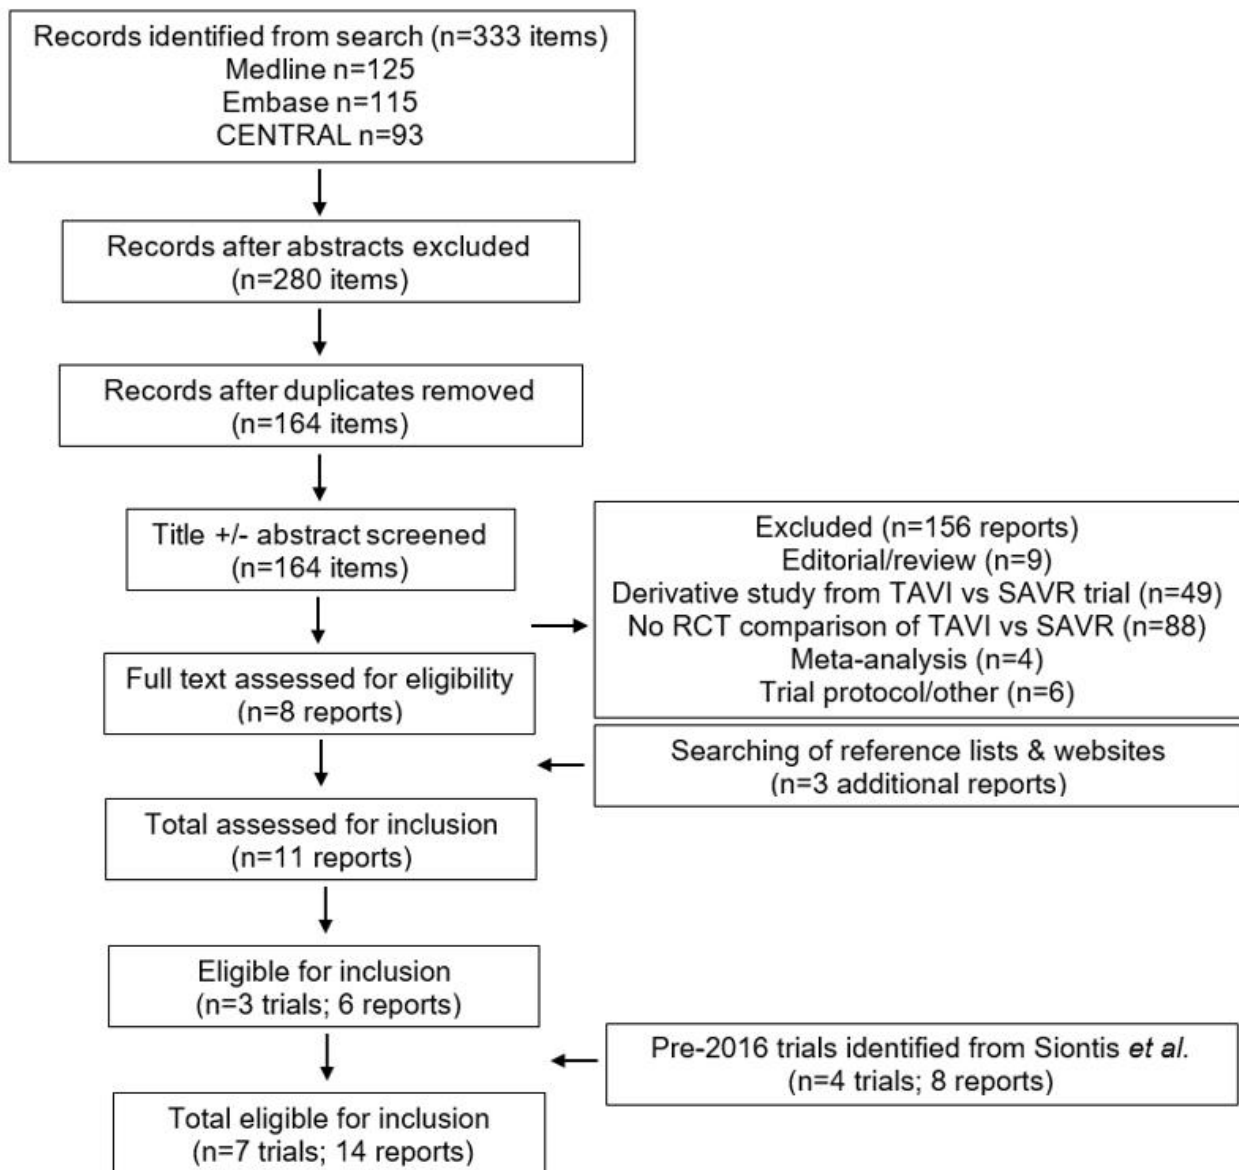 Records identified from search (n=333 items)
Medline n=125
Embase n=115
CENTRAL n=93
Records after abstracts excluded
(n=280 items)
Records after duplicates removed
(n=164 items)
Title +/- abstract screened
(n=164 items)
Excluded (n=156 reports)
Editorial/review (n=9)
Derivative study from TAVI vs SAVR trial (n=49)
No RCT comparison of TAVI vs SAVR (n=88)
Meta-analysis (n=4)
Trial protocol/other (n=6)
Full text assessed for eligibility
(n=8 reports)
Searching of reference lists & websites
(n=3 additional reports)
Total assessed for inclusion
(n=11 reports)
Eligible for inclusion
(n=3 trials; 6 reports)
Pre-2016 trials identified from Siontis et al.
(n=4 trials; 8 reports)
Total eligible for inclusion
(n=7 trials; 14 reports)